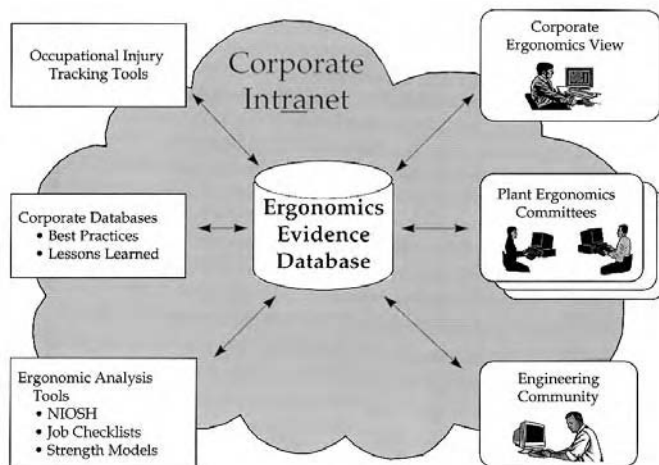 Occupational Injury
Tracking Tools
Corporate
Intranet
Corporate
Ergonomics View
Corporate Databases
• Best Practices
• Lessons Learned
Ergonomics
Evidence
Database
Plant Ergonomics
Committees
Ergonomic Analysis
Tools
• NIOSH
• Job Checklists
• Strength Models
Engineering
Community